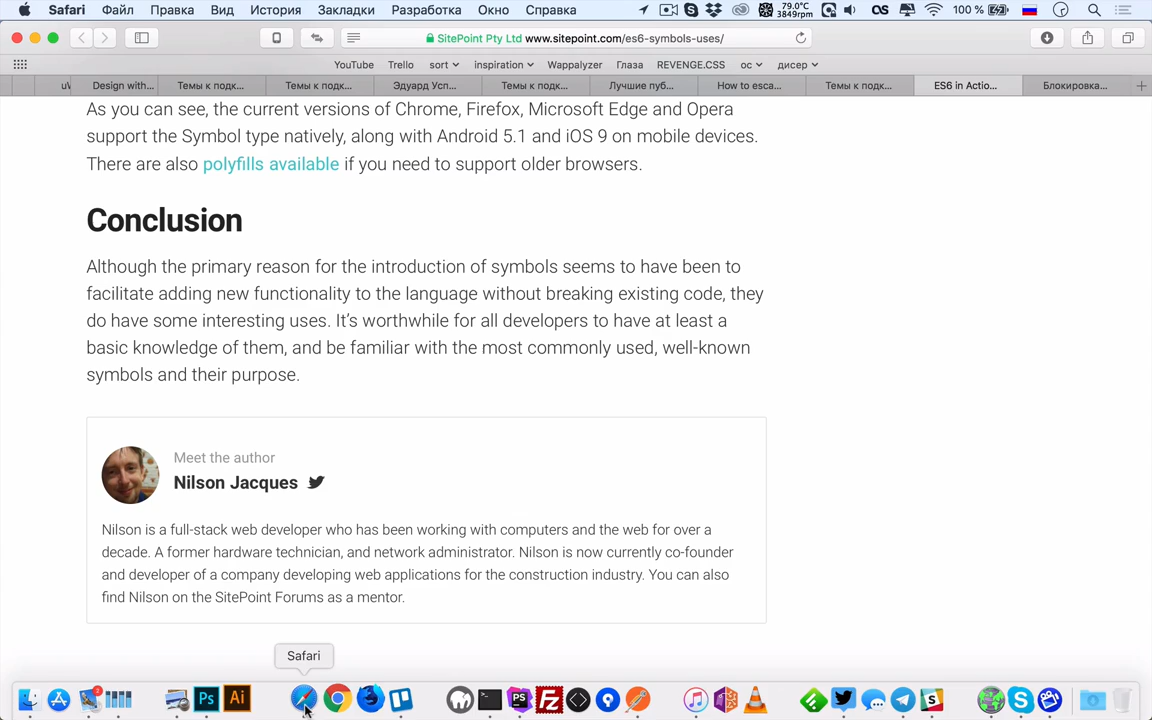 Safari Файл Правка Вид История Закладки Разработка Окно Справка 79.0°C 3849rpm 100 %
SitePoint Pty Ltd www.sitepoint.com/es6-symbols-uses/
YouTube Trello sort inspiration Wappalyzer Глаза REVENGE.CSS ос дисер
Design with... Темы к подк... Темы к подк... Эдуард Усп... Темы к подк... Лучшие пуб... How to esca... Темы к подк... ES6 in Actio... Блокировка...
As you can see, the current versions of Chrome, Firefox, Microsoft Edge and Opera
support the Symbol type natively, along with Android 5.1 and iOS 9 on mobile devices.
There are also polyfills available if you need to support older browsers.
Conclusion
Although the primary reason for the introduction of symbols seems to have been to
facilitate adding new functionality to the language without breaking existing code, they
do have some interesting uses. It’s worthwhile for all developers to have at least a
basic knowledge of them, and be familiar with the most commonly used, well-known
symbols and their purpose.
Meet the author
Nilson Jacques
Nilson is a full-stack web developer who has been working with computers and the web for over a
decade. A former hardware technician, and network administrator. Nilson is now currently co-founder
and developer of a company developing web applications for the construction industry. You can also
find Nilson on the SitePoint Forums as a mentor.
Safari
Ps Ai PS FZ